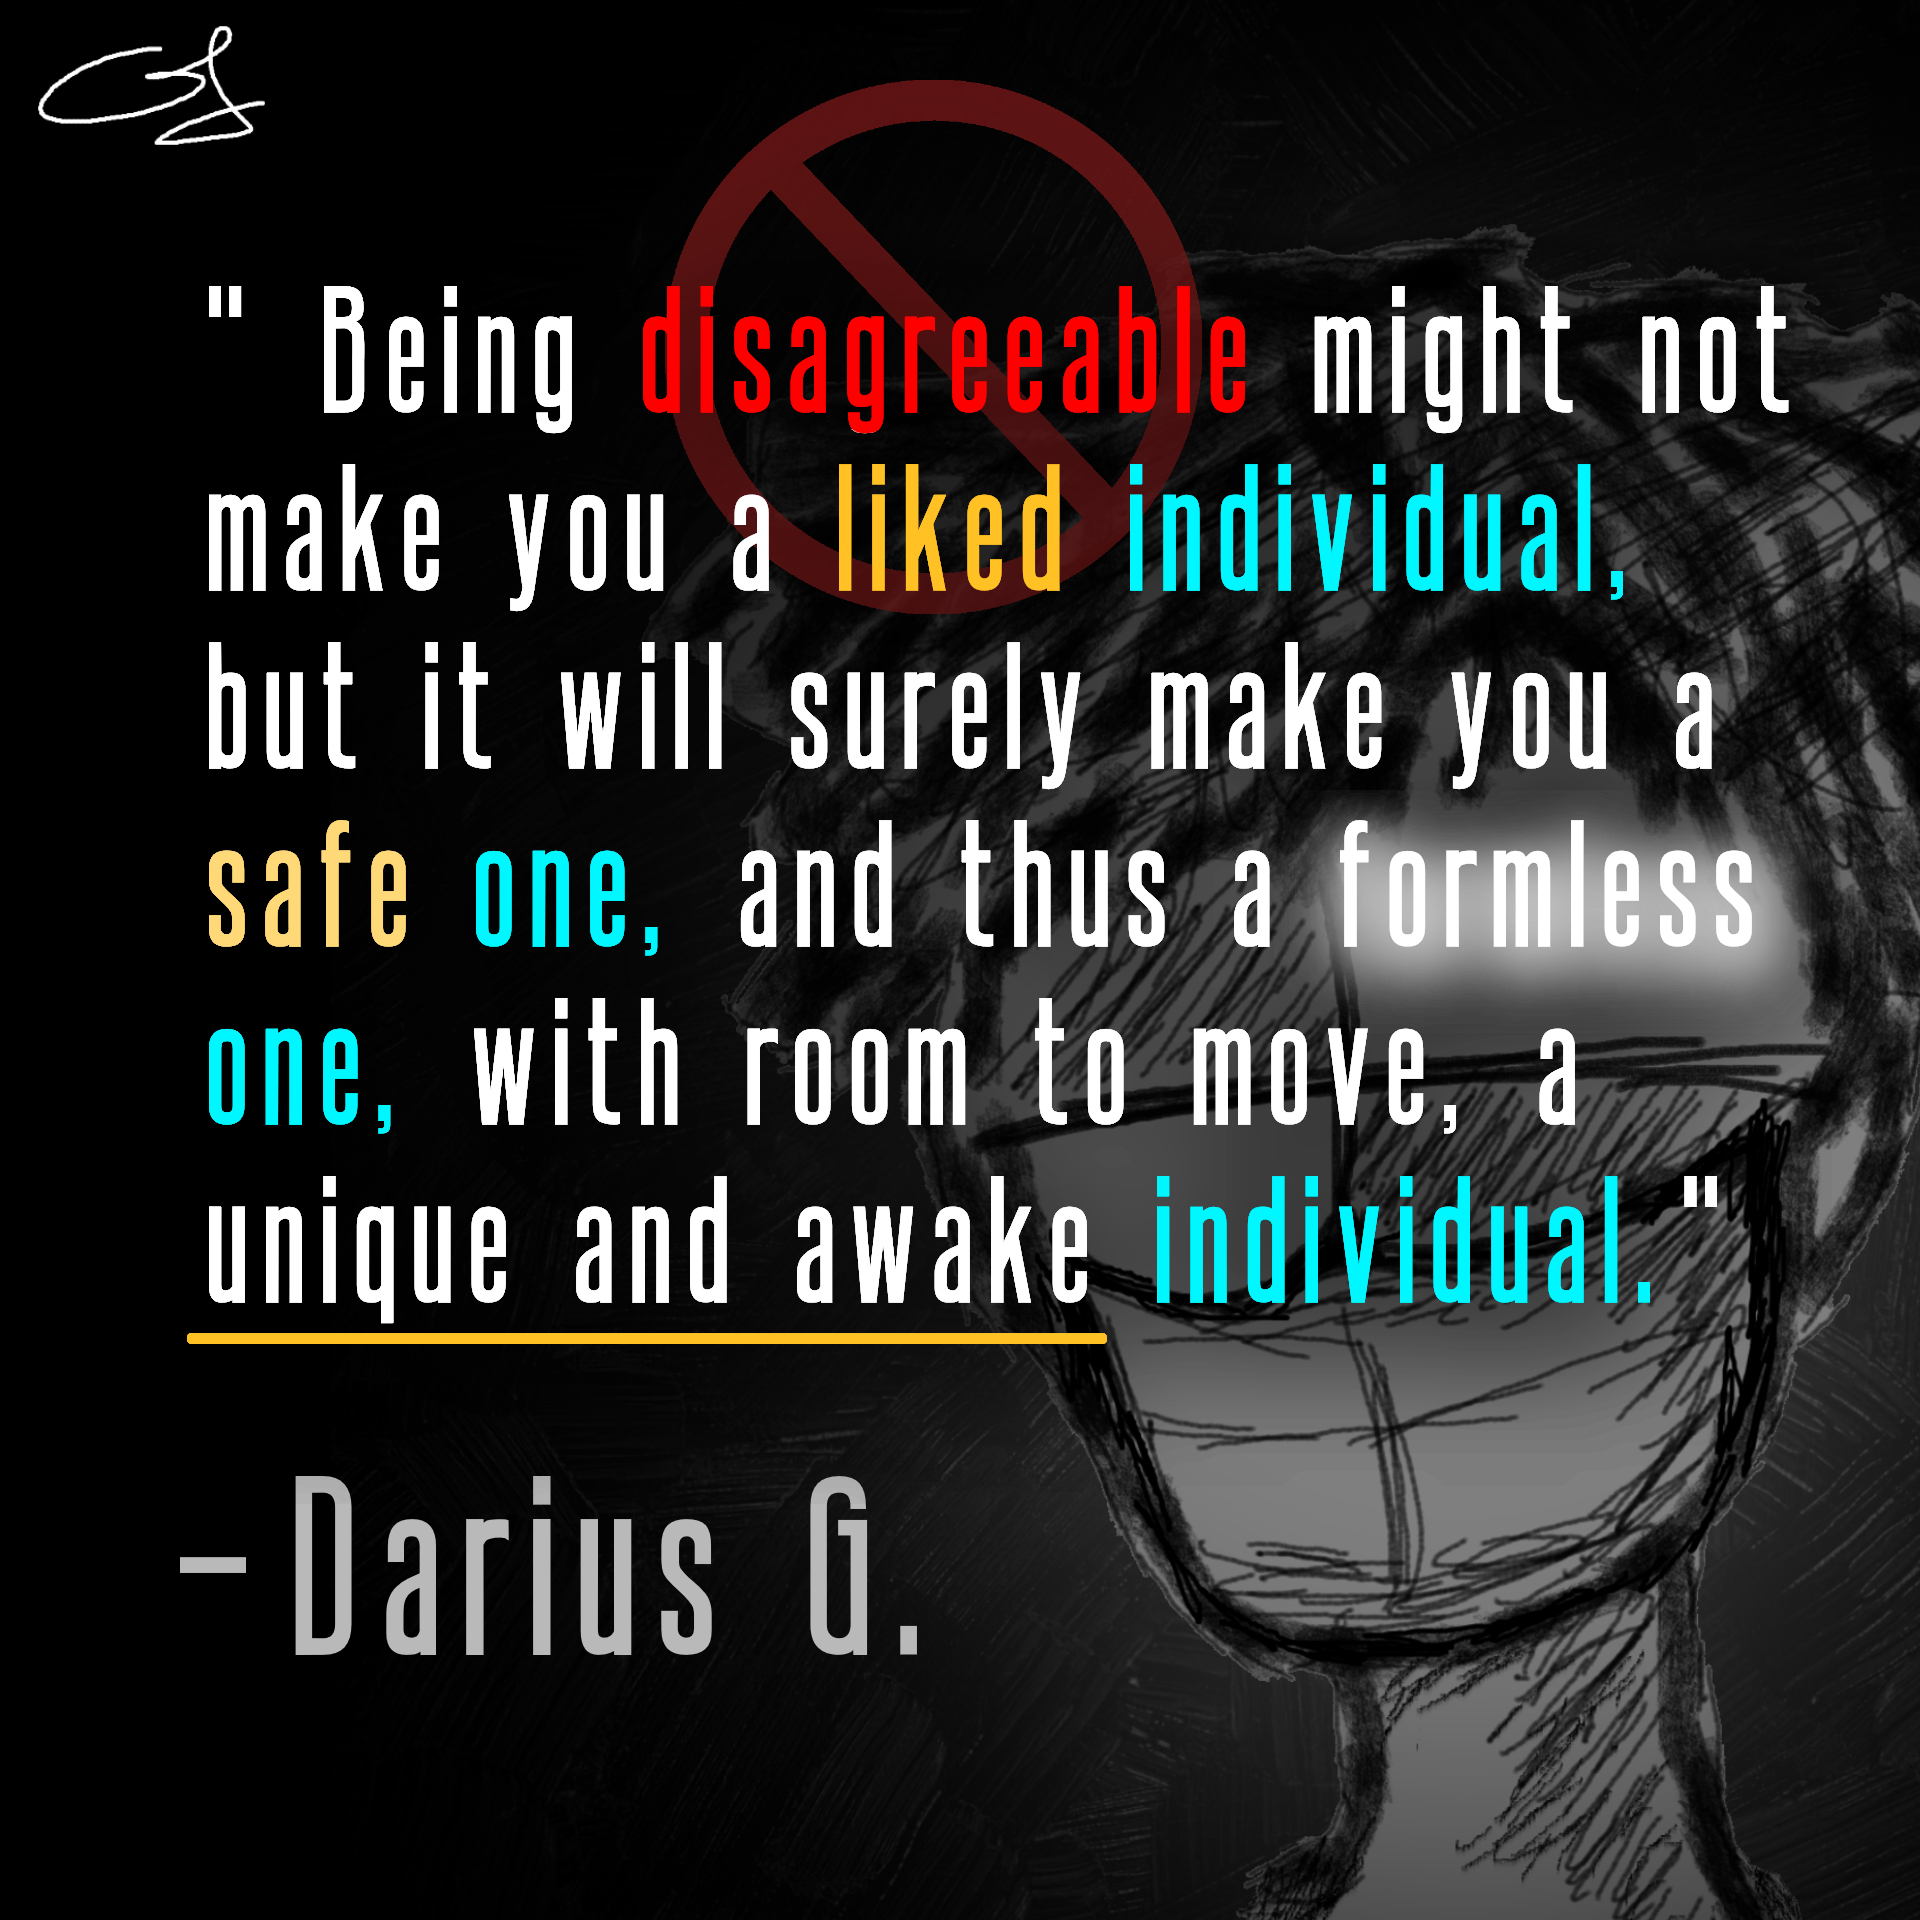 " Being disagreeable might not
make you a liked individual,
but it will surely make you a
safe one, and thus a formless
one, with room to move, a
unique and awake individual. "
– Darius G.